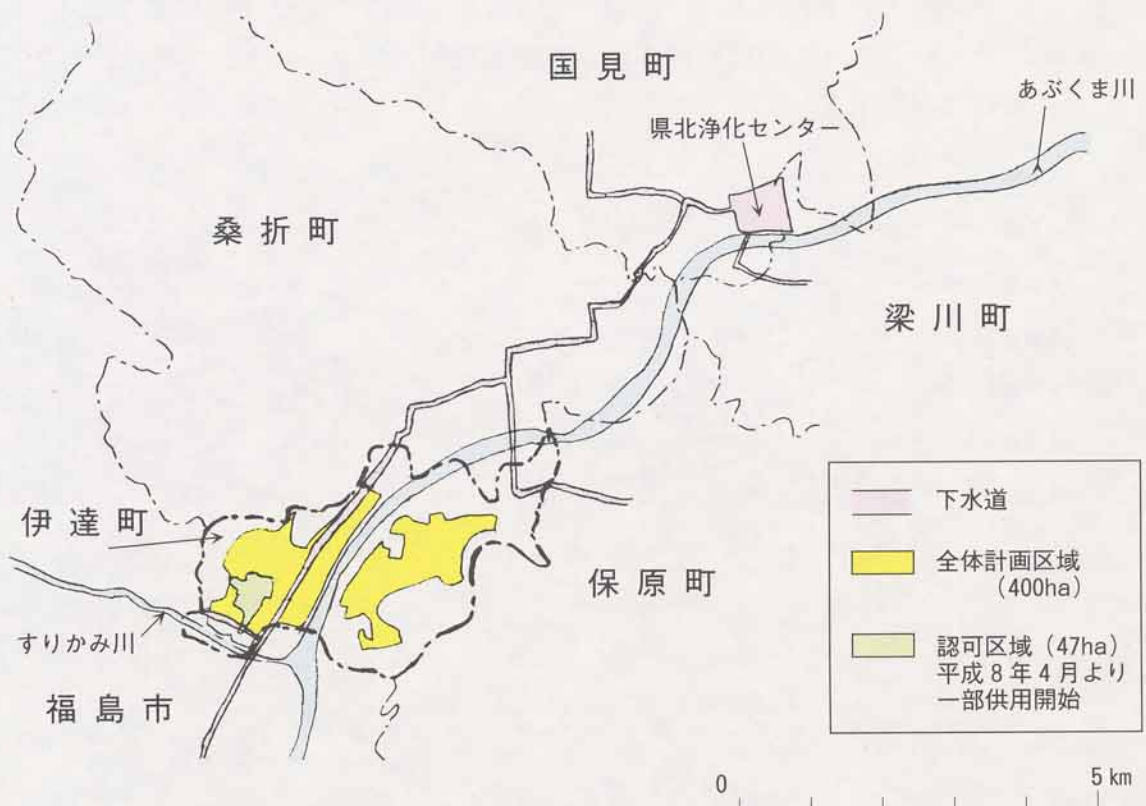 国見町
あぶくま川
県北浄化センター
桑折町
梁川町
伊達町
保原町
すりかみ川
福島市
下水道
全体計画区域
(400ha)
認可区域(47ha)
平成8年4月より
一部供用開始
0 5km